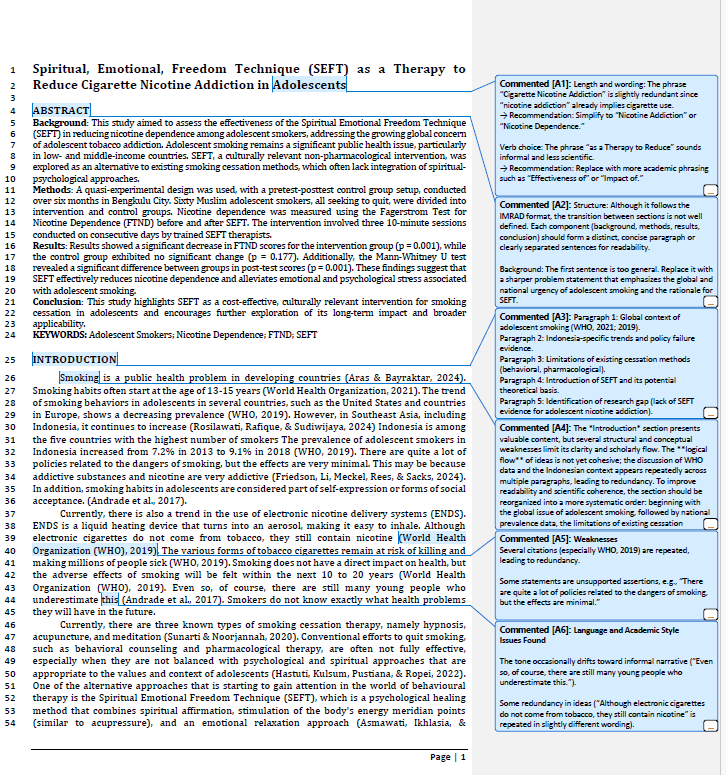 1 Spiritual, Emotional, Freedom Technique (SEFT) as a Therapy to
2 Reduce Cigarette Nicotine Addiction in Adolescents
3
4 ABSTRACT
5 Background: This study aimed to assess the effectiveness of the Spiritual Emotional Freedom Technique
6 (SEFT) in reducing nicotine dependence among adolescent smokers, addressing the growing global concern
7 of adolescent tobacco addiction. Adolescent smoking remains a significant public health issue, particularly
8 in low- and middle-income countries. SEFT, a culturally relevant non-pharmacological intervention, was
9 explored as an alternative to existing smoking cessation methods, which often lack integration of spiritual-
10 psychological approaches.
11 Methods: A quasi-experimental design was used, with a pretest-posttest control group setup, conducted
12 over six months in Bengkulu City. Sixty Muslim adolescent smokers, all seeking to quit, were divided into
13 intervention and control groups. Nicotine dependence was measured using the Fagerstrom Test for
14 Nicotine Dependence (FTND) before and after SEFT. The intervention involved three 10-minute sessions
15 conducted on consecutive days by trained SEFT therapists.
16 Results: Results showed a significant decrease in FTND scores for the intervention group (p = 0.001), while
17 the control group exhibited no significant change (p = 0.177). Additionally, the Mann-Whitney U test
18 revealed a significant difference between groups in post-test scores (p = 0.001). These findings suggest that
19 SEFT effectively reduces nicotine dependence and alleviates emotional and psychological stress associated
20 with adolescent smoking.
21 Conclusion: This study highlights SEFT as a cost-effective, culturally relevant intervention for smoking
22 cessation in adolescents and encourages further exploration of its long-term impact and broader
23 applicability.
24 KEYWORDS: Adolescent Smokers; Nicotine Dependence; FTND; SEFT
25 INTRODUCTION
26 Smoking is a public health problem in developing countries (Aras & Bayraktar, 2024).
27 Smoking habits often start at the age of 13-15 years (World Health Organization, 2021). The trend
28 of smoking behaviors in adolescents in several countries, such as the United States and countries
29 in Europe, shows a decreasing prevalence (WHO, 2019). However, in Southeast Asia, including
30 Indonesia, it continues to increase (Rosilawati, Rafique, & Sudiwijaya, 2024) Indonesia is among
31 the five countries with the highest number of smokers The prevalence of adolescent smokers in
32 Indonesia increased from 7.2% in 2013 to 9.1% in 2018 (WHO, 2019). There are quite a lot of
33 policies related to the dangers of smoking, but the effects are very minimal. This may be because
34 addictive substances and nicotine are very addictive (Friedson, Li, Meckel, Rees, & Sacks, 2024).
35 In addition, smoking habits in adolescents are considered part of self-expression or forms of social
36 acceptance. (Andrade et al., 2017).
37 Currently, there is also a trend in the use of electronic nicotine delivery systems (ENDS).
38 ENDS is a liquid heating device that turns into an aerosol, making it easy to inhale. Although
39 electronic cigarettes do not come from tobacco, they still contain nicotine (World Health
40 Organization (WHO), 2019). The various forms of tobacco cigarettes remain at risk of killing and
41 making millions of people sick (WHO, 2019). Smoking does not have a direct impact on health, but
42 the adverse effects of smoking will be felt within the next 10 to 20 years (World Health
43 Organization (WHO), 2019). Even so, of course, there are still many young people who
44 underestimate this (Andrade et al., 2017). Smokers do not know exactly what health problems
45 they will have in the future.
46 Currently, there are three known types of smoking cessation therapy, namely hypnosis,
47 acupuncture, and meditation (Sunarti & Noorjannah, 2020). Conventional efforts to quit smoking,
48 such as behavioral counseling and pharmacological therapy, are often not fully effective,
49 especially when they are not balanced with psychological and spiritual approaches that are
50 appropriate to the values and context of adolescents (Hastuti, Kulsum, Pustiana, & Ropei, 2022).
51 One of the alternative approaches that is starting to gain attention in the world of behavioural
52 therapy is the Spiritual Emotional Freedom Technique (SEFT), which is a psychological healing
53 method that combines spiritual affirmation, stimulation of the body's energy meridian points
54 (similar to acupressure), and an emotional relaxation approach (Asmawati, Ikhlasia, &
Page | 1
Commented [A1]: Length and wording: The phrase
"Cigarette Nicotine Addiction" is slightly redundant since
"nicotine addiction" already implies cigarette use.
→ Recommendation: Simplify to "Nicotine Addiction" or
"Nicotine Dependence."
Verb choice: The phrase "as a Therapy to Reduce" sounds
informal and less scientific.
→ Recommendation: Replace with more academic phrasing
such as "Effectiveness of" or "Impact of."
...
Commented [A2]: Structure: Although it follows the
IMRAD format, the transition between sections is not well
defined. Each component (background, methods, results,
conclusion) should form a distinct, concise paragraph or
clearly separated sentences for readability.
Background: The first sentence is too general. Replace it with
a sharper problem statement that emphasizes the global and
national urgency of adolescent smoking and the rationale for
SEFT.
...
Commented [A3]: Paragraph 1: Global context of
adolescent smoking (WHO, 2021; 2019).
Paragraph 2: Indonesia-specific trends and policy failure
evidence.
Paragraph 3: Limitations of existing cessation methods
(behavioral, pharmacological).
Paragraph 4: Introduction of SEFT and its potential
theoretical basis.
Paragraph 5: Identification of research gap (lack of SEFT
evidence for adolescent nicotine addiction).
...
Commented [A4]: The *Introduction* section presents
valuable content, but several structural and conceptual
weaknesses limit its clarity and scholarly flow. The **logical
flow** of ideas is not yet cohesive; the discussion of WHO
data and the Indonesian context appears repeatedly across
multiple paragraphs, leading to redundancy. To improve
readability and scientific coherence, the section should be
reorganized into a more systematic order: beginning with
the global issue of adolescent smoking, followed by national
prevalence data, the limitations of existing cessation
...
Commented [A5]: Weaknesses
Several citations (especially WHO, 2019) are repeated,
leading to redundancy.
Some statements are unsupported assertions, e.g., "There
are quite a lot of policies related to the dangers of smoking,
but the effects are minimal."
...
Commented [A6]: Language and Academic Style
Issues Found
The tone occasionally drifts toward informal narrative ("Even
so, of course, there are still many young people who
underestimate this.").
Some redundancy in ideas ("Although electronic cigarettes
do not come from tobacco, they still contain nicotine" is
repeated in slightly different wording).
...